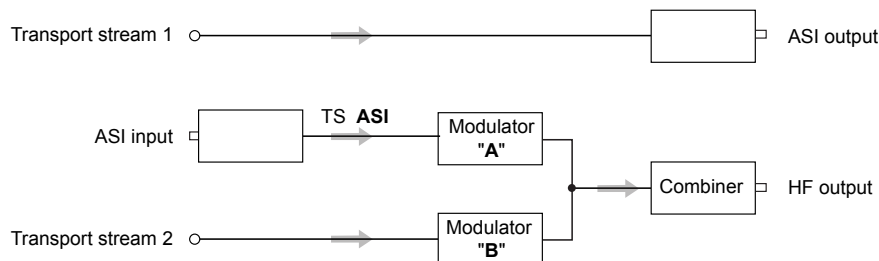 Transport stream 1
ASI output
TS ASI
ASI input
Modulator
"A"
Combiner
HF output
Transport stream 2
Modulator
"B"